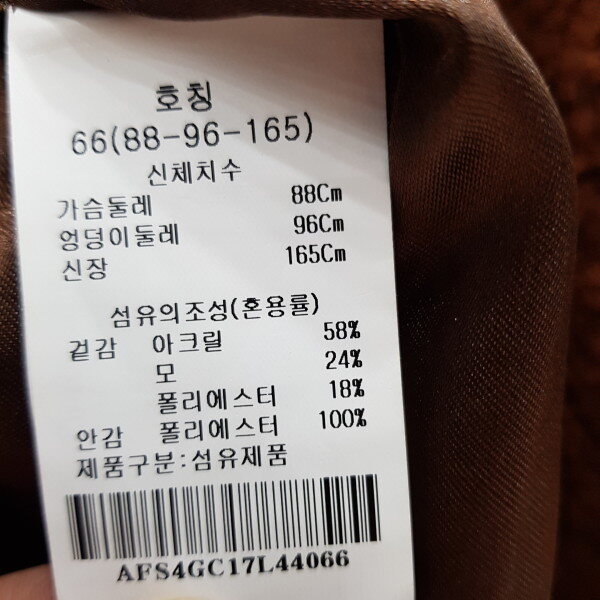 호칭
66(88-96-165)
신체치수
가슴둘레 88Cm
엉덩이둘레 96Cm
신장 165Cm
섬유의조성(혼용률)
겉감 아크릴 58%
모 24%
폴리에스터 18%
안감 폴리에스터 100%
제품구분:섬유제품
AFS4GC17L44066